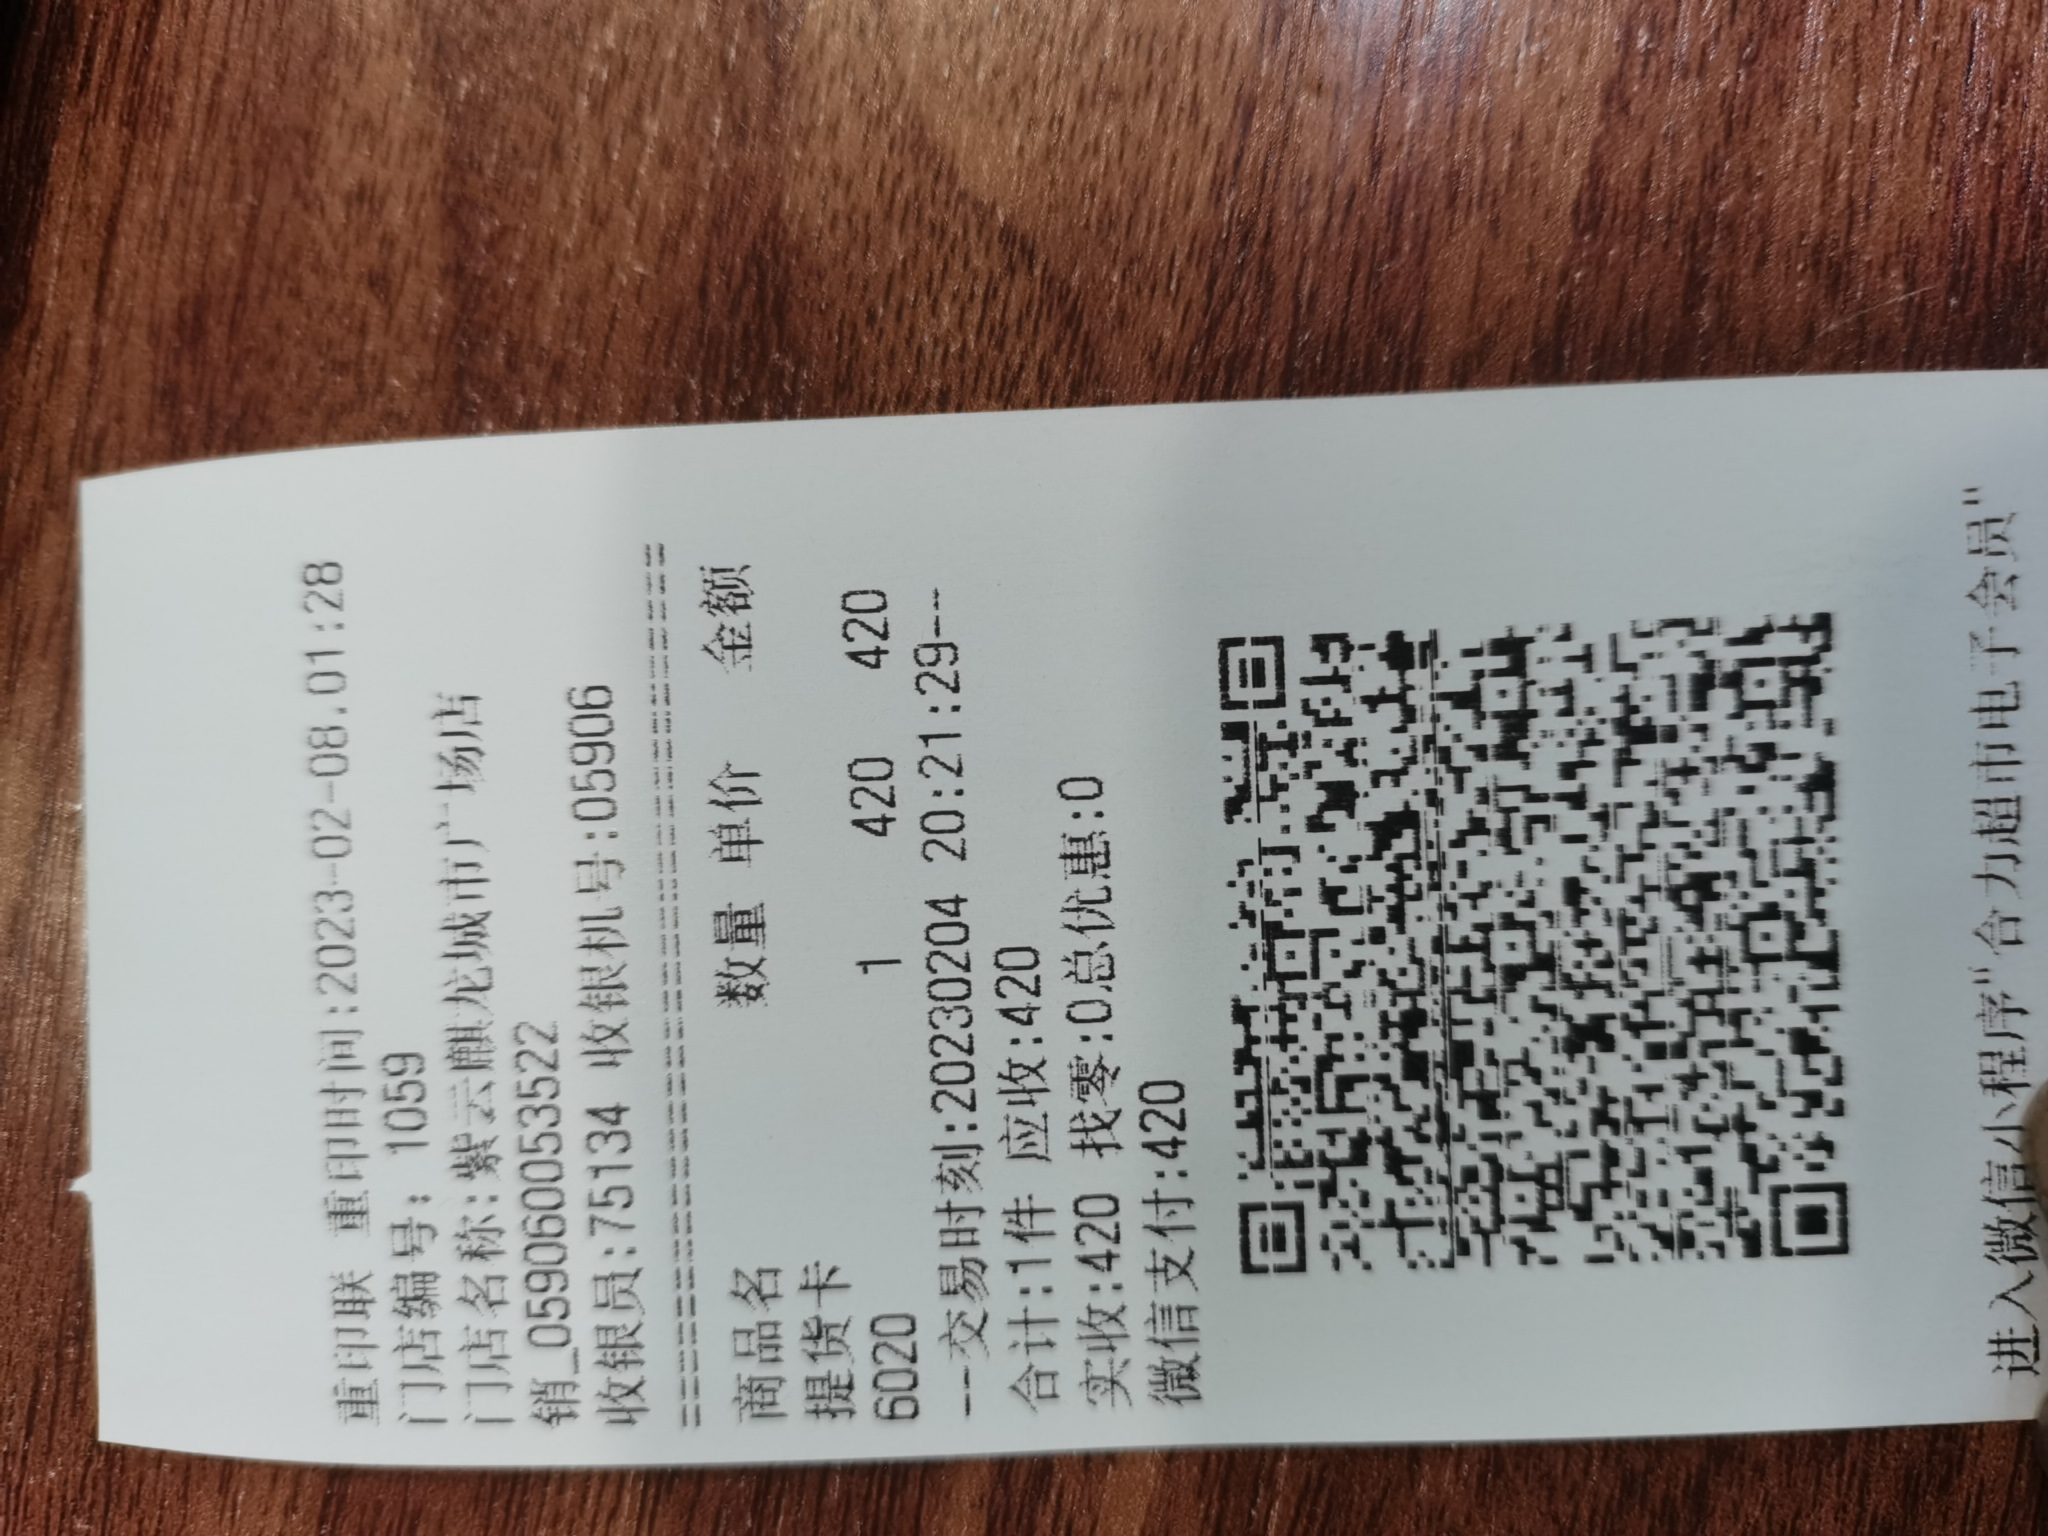 重印联 重印时间:2023-02-08.01:28
门店编号: 1059
门店名称:紫云麒龙城市广场店
销_059060053522
收银员:75134 收银机号:05906
商品名 数量 单价 金额
提货卡
6020 1 420 420
---交易时刻:20230204 20:21:29---
合计:1件 应收:420
实收:420 找零:0总优惠:0
微信支付:420
进入微信小程序"合力超市电子会员"